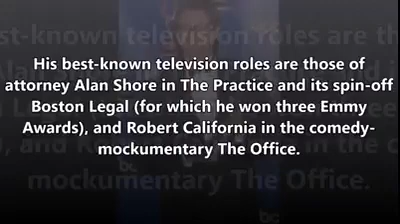 His best-known television roles are those of
attorney Alan Shore in The Practice and its spin-off
Boston Legal (for which he won three Emmy
Awards), and Robert California in the comedy-
mockumentary The Office.